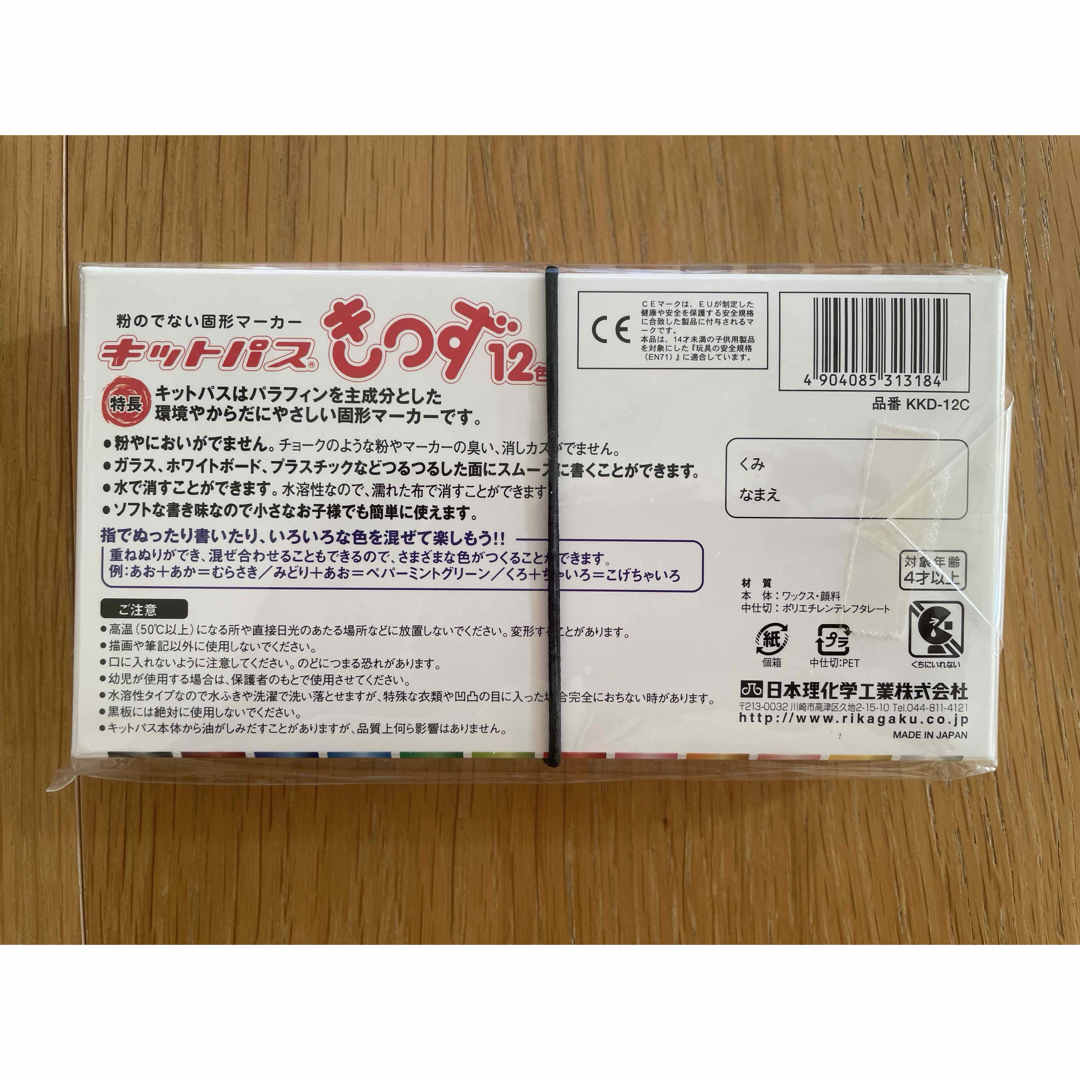 粉のでない固形マーカー
キットパス® きっず12色
特長
キットパスはパラフィンを主成分とした
環境やからだにやさしい固形マーカーです。
●粉やにおいがでません。チョークのような粉やマーカーの臭い、消しカスがでません。
●ガラス、ホワイトボード、プラスチックなどつるつるした面にスムーズに書くことができます。
●水で消すことができます。水溶性なので、濡れた布で消すことができます
●ソフトな書き味なので小さなお子様でも簡単に使えます。
指でぬったり書いたり、いろいろな色を混ぜて楽しもう!!
重ねぬりができ、混ぜ合わせることもできるので、さまざまな色がつくることができます。
例:あお+あか=むらさき/みどり+あお=ペパーミントグリーン/くろ+ちゃいろ=こげちゃいろ
ご注意
●高温(50℃以上)になる所や直接日光のあたる場所などに放置しないでください。変形することがあります。
●描画や筆記以外に使用しないでください。
●口に入れないように注意してください。のどにつまる恐れがあります。
●幼児が使用する場合は、保護者のもとで使用させてください。
●水溶性タイプなので水ふきや洗濯で洗い落とせますが、特殊な衣類や凹凸の目に入った場合完全におちない時があります。
●黒板には絶対に使用しないでください。
●キットパス本体から油がしみだすことがありますが、品質上何ら影響はありません。
CE
CEマークは、EUが制定した
健康や安全を保護する安全規格
に合致した製品に付与されるマ
ークです。
本品は、14才未満の子供用製品
を対象にした『玩具の安全規格
(EN71)』に適合しています。
4 904085 313184
品番 KKD-12C
くみ
なまえ
対象年齢
4才以上
材 質
本 体:ワックス・顔料
中仕切:ポリエチレンテレフタレート
紙
個箱
プラ
中仕切:PET
くちにいれない
日本理化学工業株式会社
〒213-0032 川崎市高津区久地2-15-10 Tel.044-811-4121
http://www.rikagaku.co.jp
MADE IN JAPAN